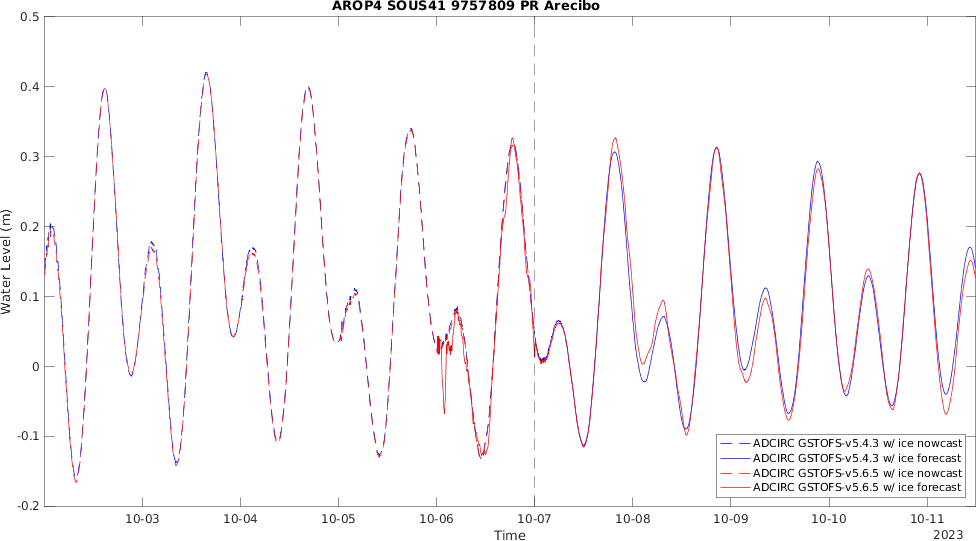 AROP4 SOUS41 9757809 PR Arecibo
0.5
0.4
0.3
0.2
0.1
0
-0.1
-0.2
Water Level (m)
ADCIRC GSTOFS-v5.4.3 w/ ice nowcast
ADCIRC GSTOFS-v5.4.3 w/ ice forecast
ADCIRC GSTOFS-v5.6.5 w/ ice nowcast
ADCIRC GSTOFS-v5.6.5 w/ ice forecast
10-03 10-04 10-05 10-06 10-07 10-08 10-09 10-10 10-11
Time
2023